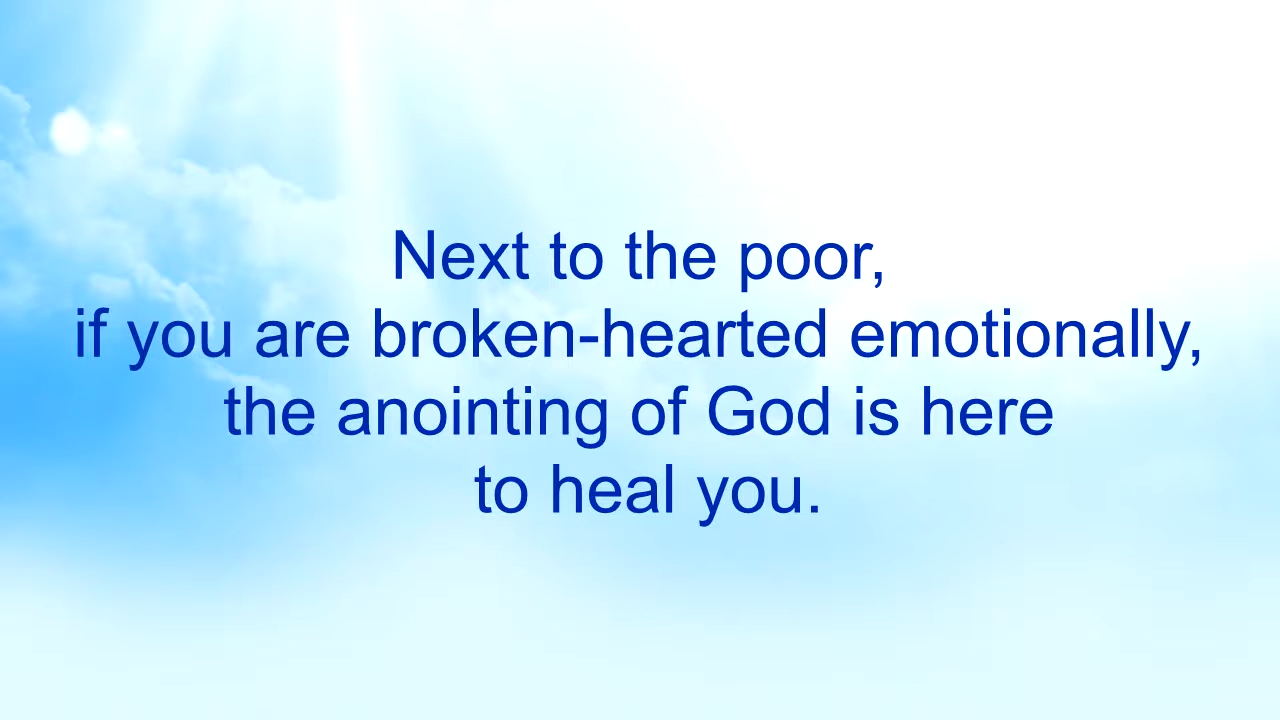 Next to the poor,
if you are broken-hearted emotionally,
the anointing of God is here
to heal you.